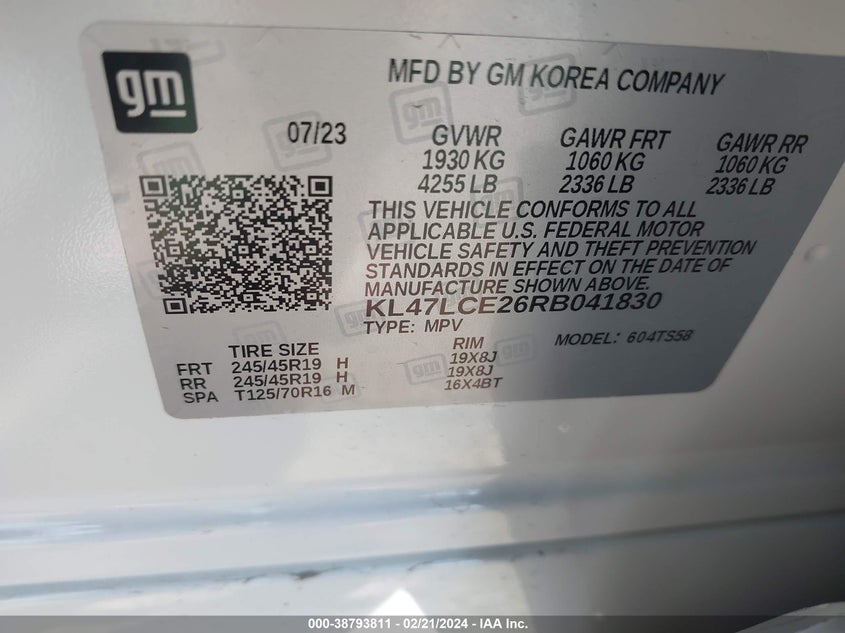 gm
MFD BY GM KOREA COMPANY
07/23
GVWR GAWR FRT GAWR RR
1930 KG 1060 KG 1060 KG
4255 LB 2336 LB 2336 LB
THIS VEHICLE CONFORMS TO ALL
APPLICABLE U.S. FEDERAL MOTOR
VEHICLE SAFETY AND THEFT PREVENTION
STANDARDS IN EFFECT ON THE DATE OF
MANUFACTURE SHOWN ABOVE.
KL47LCE26RB041830
TYPE: MPV MODEL: 604TS58
TIRE SIZE RIM
FRT 245/45R19 H 19X8J
RR 245/45R19 H 19X8J
SPA T125/70R16 M 16X4BT
000-38793811 - 02/21/2024 - IAA Inc.